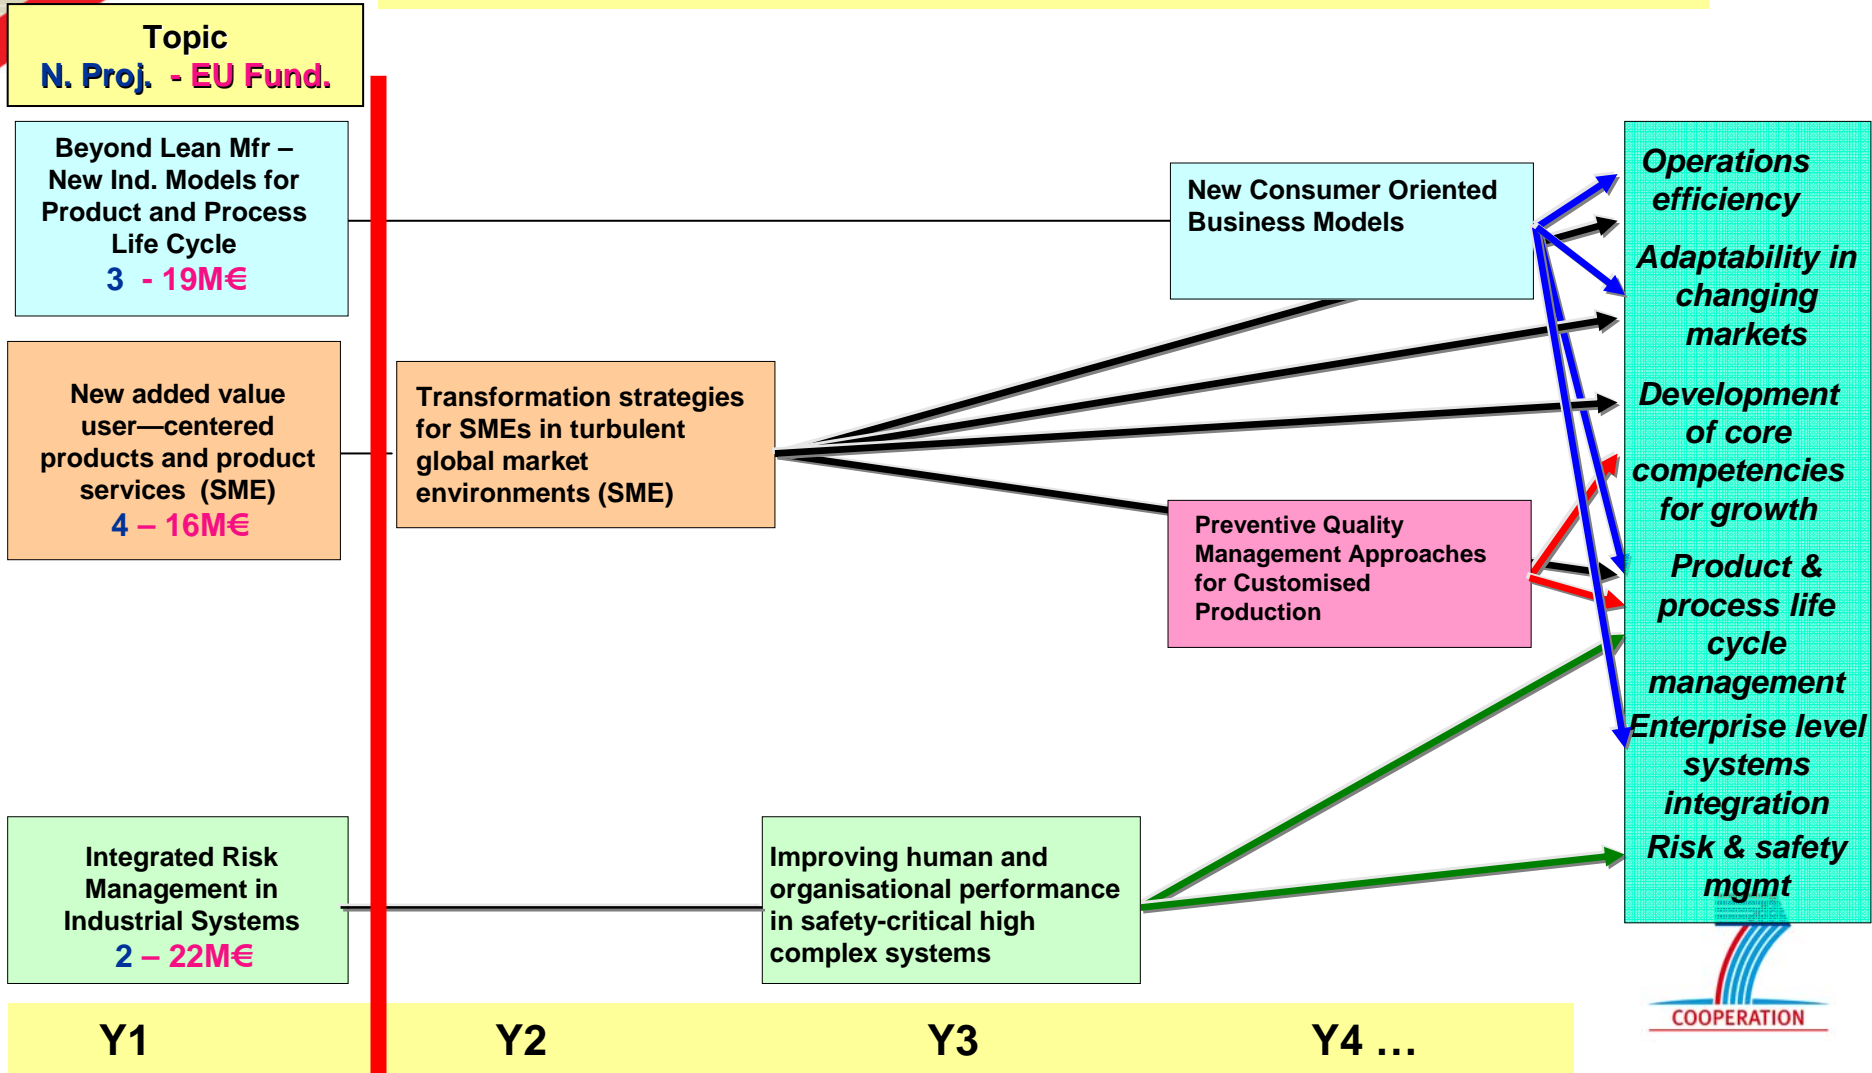 Topic
N. Proj. - EU Fund.
Beyond Lean Mfr –
New Ind. Models for
Product and Process
Life Cycle
3 - 19M€
New added value
user—centered
products and product
services (SME)
4 – 16M€
Integrated Risk
Management in
Industrial Systems
2 – 22M€
Transformation strategies
for SMEs in turbulent
global market
environments (SME)
Improving human and
organisational performance
in safety-critical high
complex systems
New Consumer Oriented
Business Models
Preventive Quality
Management Approaches
for Customised
Production
Operations
efficiency
Adaptability in
changing
markets
Development
of core
competencies
for growth
Product &
process life
cycle
management
Enterprise level
systems
integration
Risk & safety
mgmt
COOPERATION
Y1
Y2
Y3
Y4 …